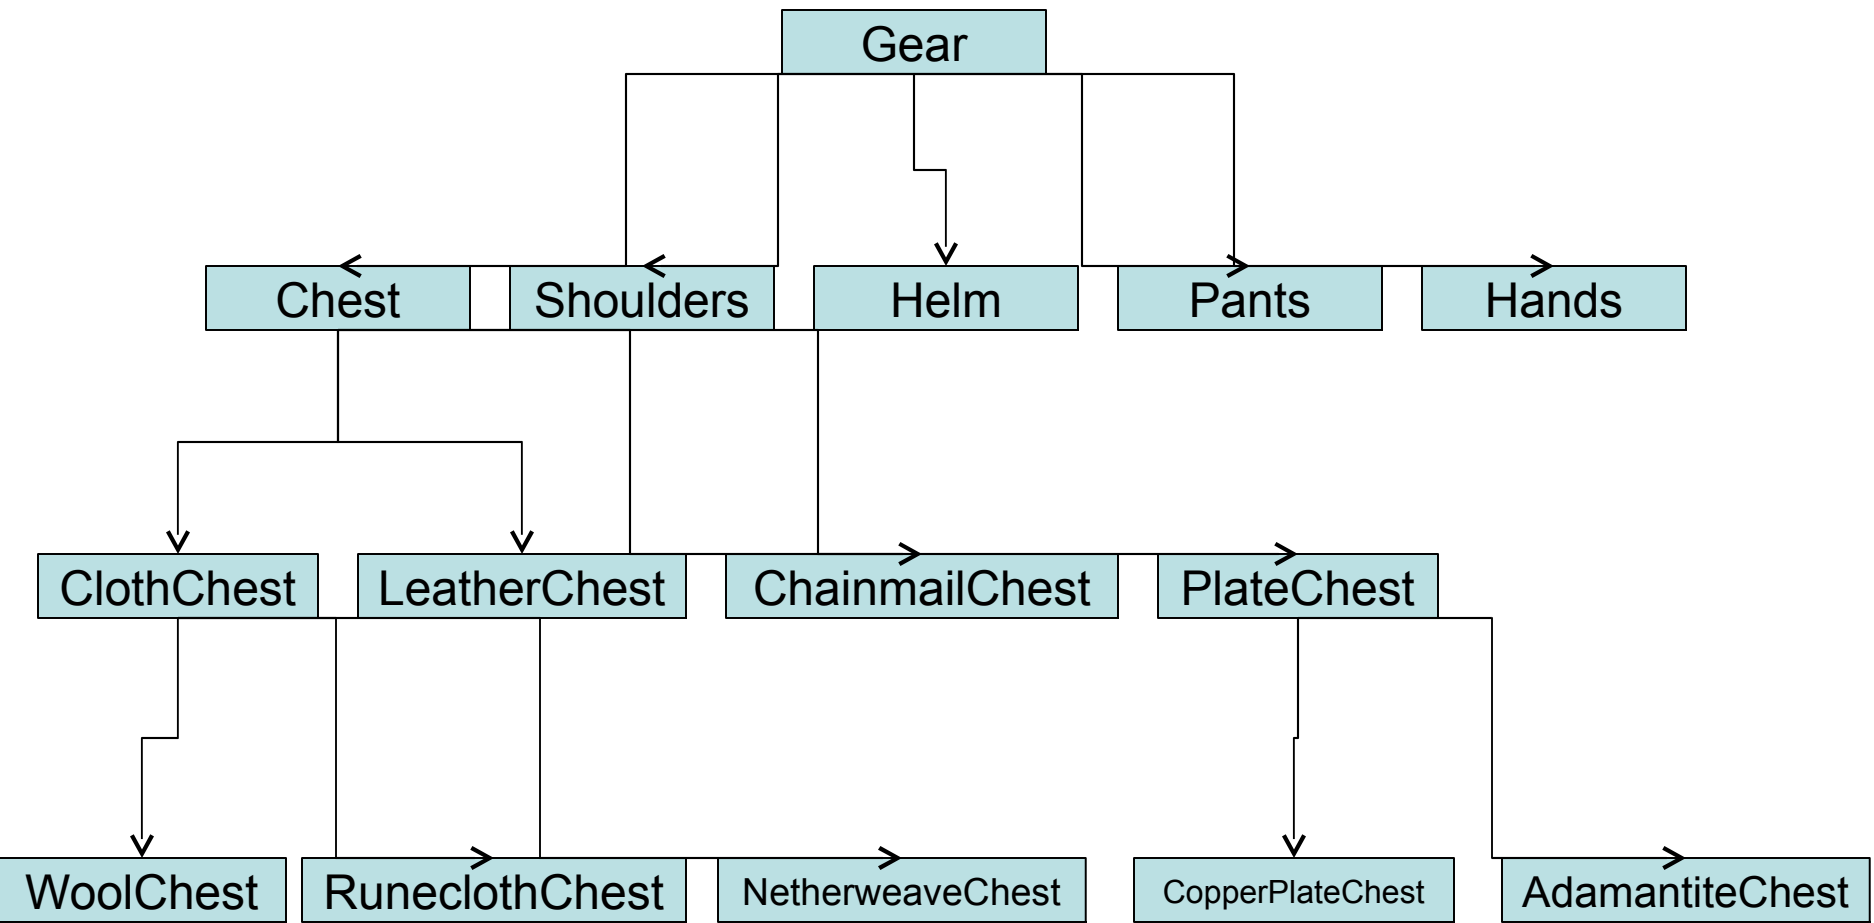 Gear
Chest
Shoulders
Helm
Pants
Hands
ClothChest
LeatherChest
ChainmailChest
PlateChest
WoolChest
RuneclothChest
NetherweaveChest
CopperPlateChest
AdamantiteChest